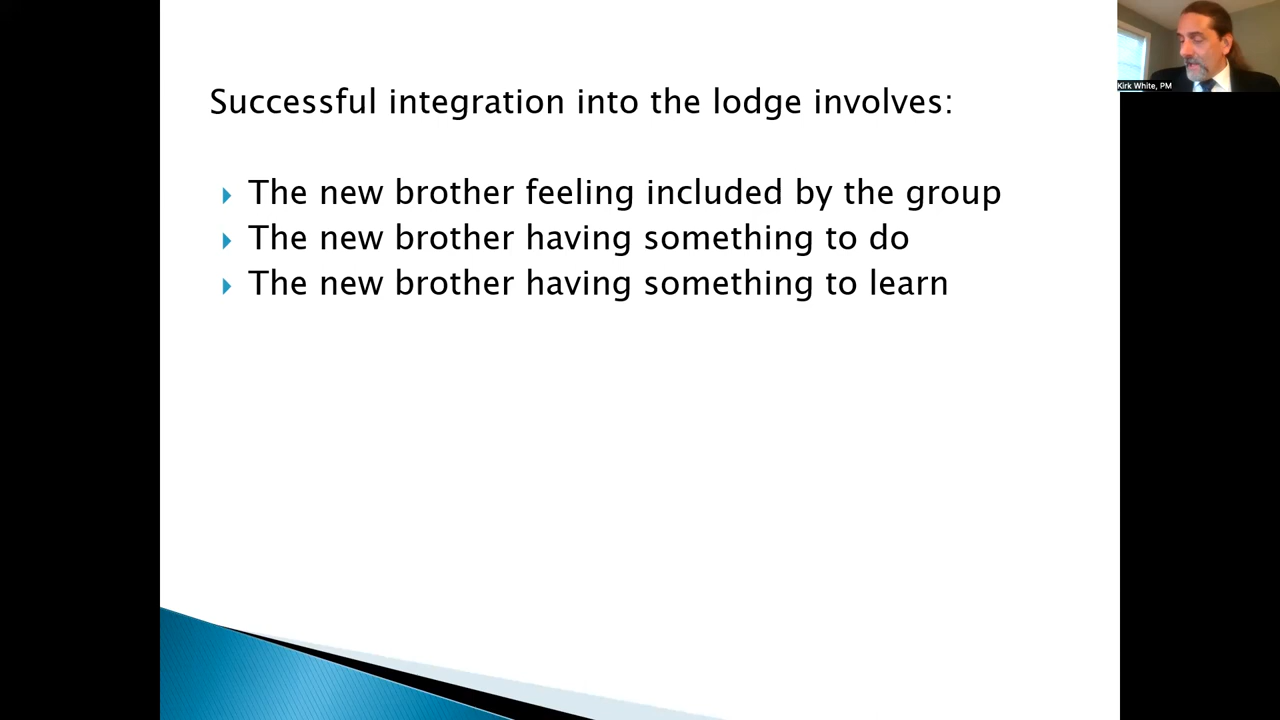 Successful integration into the lodge involves:
The new brother feeling included by the group
The new brother having something to do
The new brother having something to learn
Kirk White, PM